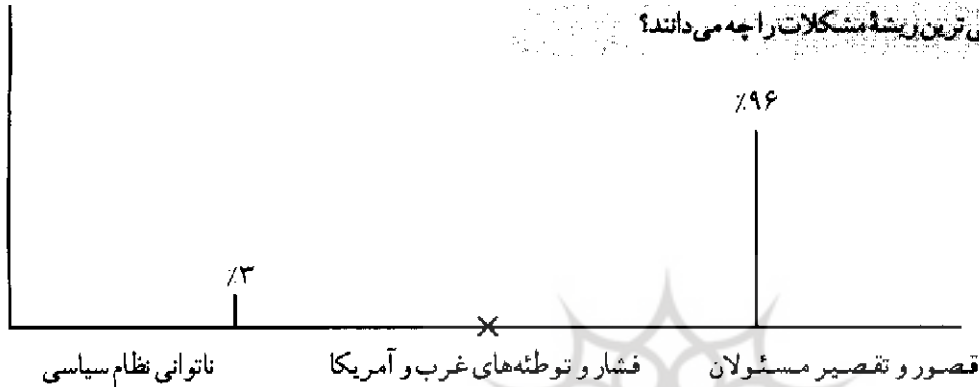 ترین ریشهٔ مشکلات را چه می‌دانند؟
٪۹۶
٪۳
قصور و تقصیر مسئولان
فشار و توطئه‌های غرب و آمریکا
ناتوانی نظام سیاسی